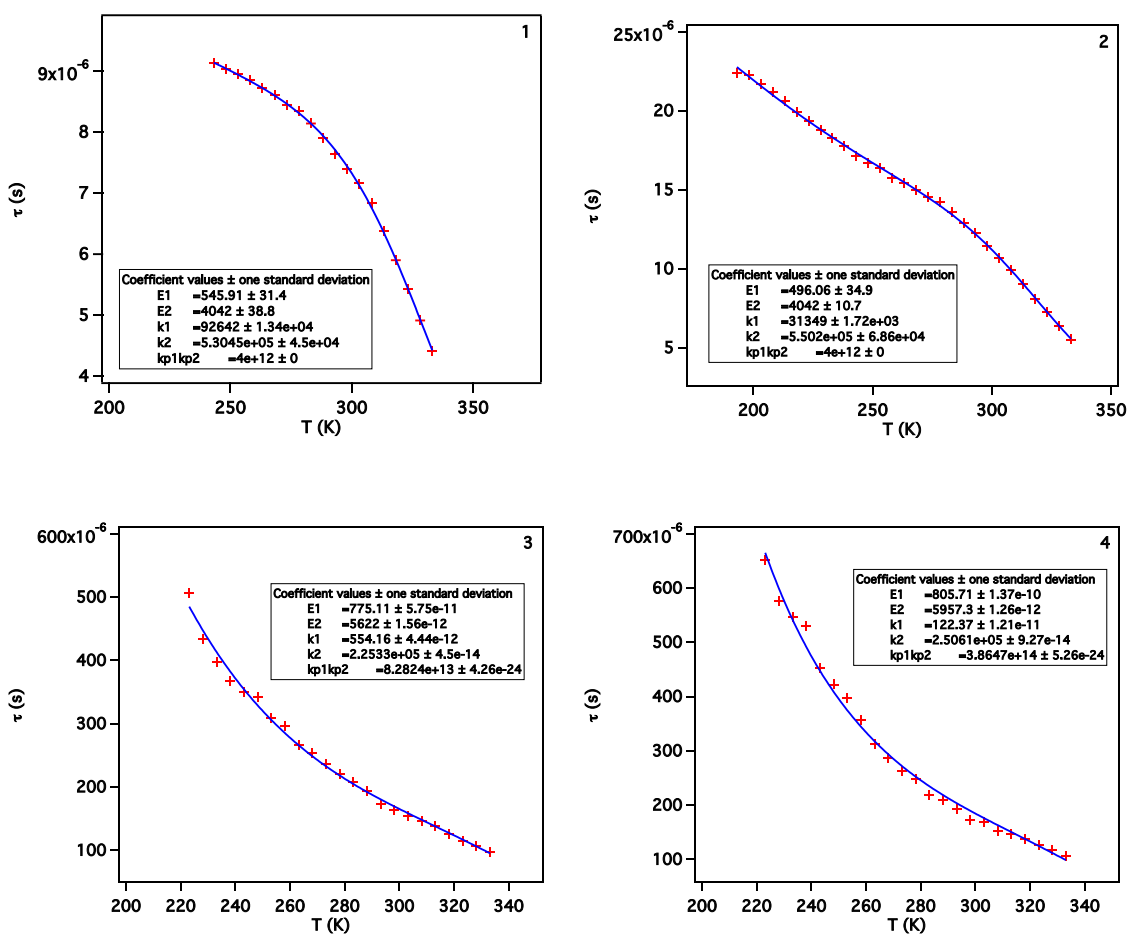 1
9x10-6
8
7
6
5
4
τ (s)
200 250 300 350
T (K)
Coefficient values ± one standard deviation
E1 =545.91 ± 31.4
E2 =4042 ± 38.8
k1 =92642 ± 1.34e+04
k2 =5.3045e+05 ± 4.5e+04
kp1kp2 =4e+12 ± 0
2
25x10-6
20
15
10
5
τ (s)
200 250 300 350
T (K)
Coefficient values ± one standard deviation
E1 =496.06 ± 34.9
E2 =4042 ± 10.7
k1 =31349 ± 1.72e+03
k2 =5.502e+05 ± 6.86e+04
kp1kp2 =4e+12 ± 0
3
600x10-6
500
400
300
200
100
τ (s)
200 220 240 260 280 300 320 340
T (K)
Coefficient values ± one standard deviation
E1 =775.11 ± 5.75e-11
E2 =5622 ± 1.56e-12
k1 =554.16 ± 4.44e-12
k2 =2.2533e+05 ± 4.5e-14
kp1kp2 =8.2824e+13 ± 4.26e-24
4
700x10-6
600
500
400
300
200
100
τ (s)
200 220 240 260 280 300 320 340
T (K)
Coefficient values ± one standard deviation
E1 =805.71 ± 1.37e-10
E2 =5957.3 ± 1.26e-12
k1 =122.37 ± 1.21e-11
k2 =2.5061e+05 ± 9.27e-14
kp1kp2 =3.8647e+14 ± 5.26e-24